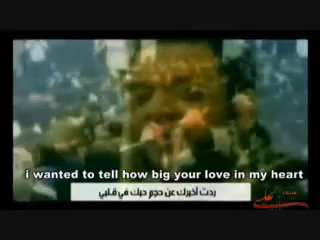 i wanted to tell how big your love in my heart
ردت أخبرك عن حجم حبك في قلبي